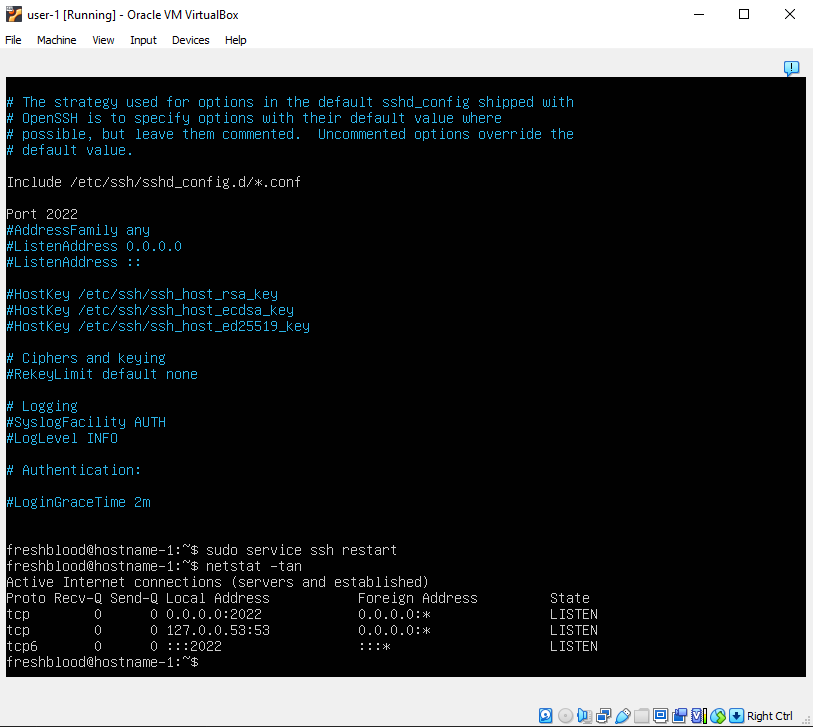 user-1 [Running] - Oracle VM VirtualBox
File Machine View Input Devices Help
# The strategy used for options in the default sshd_config shipped with
# OpenSSH is to specify options with their default value where
# possible, but leave them commented.  Uncommented options override the
# default value.
Include /etc/ssh/sshd_config.d/*.conf
Port 2022
#AddressFamily any
#ListenAddress 0.0.0.0
#ListenAddress ::
#HostKey /etc/ssh/ssh_host_rsa_key
#HostKey /etc/ssh/ssh_host_ecdsa_key
#HostKey /etc/ssh/ssh_host_ed25519_key
# Ciphers and keying
#RekeyLimit default none
# Logging
#SyslogFacility AUTH
#LogLevel INFO
# Authentication:
#LoginGraceTime 2m
freshblood@hostname-1:~$ sudo service ssh restart
freshblood@hostname-1:~$ netstat -tan
Active Internet connections (servers and established)
Proto Recv-Q Send-Q Local Address           Foreign Address         State
tcp        0      0 0.0.0.0:2022            0.0.0.0:*               LISTEN
tcp        0      0 127.0.0.53:53           0.0.0.0:*               LISTEN
tcp6       0      0 :::2022                 :::*                    LISTEN
freshblood@hostname-1:~$
Right Ctrl